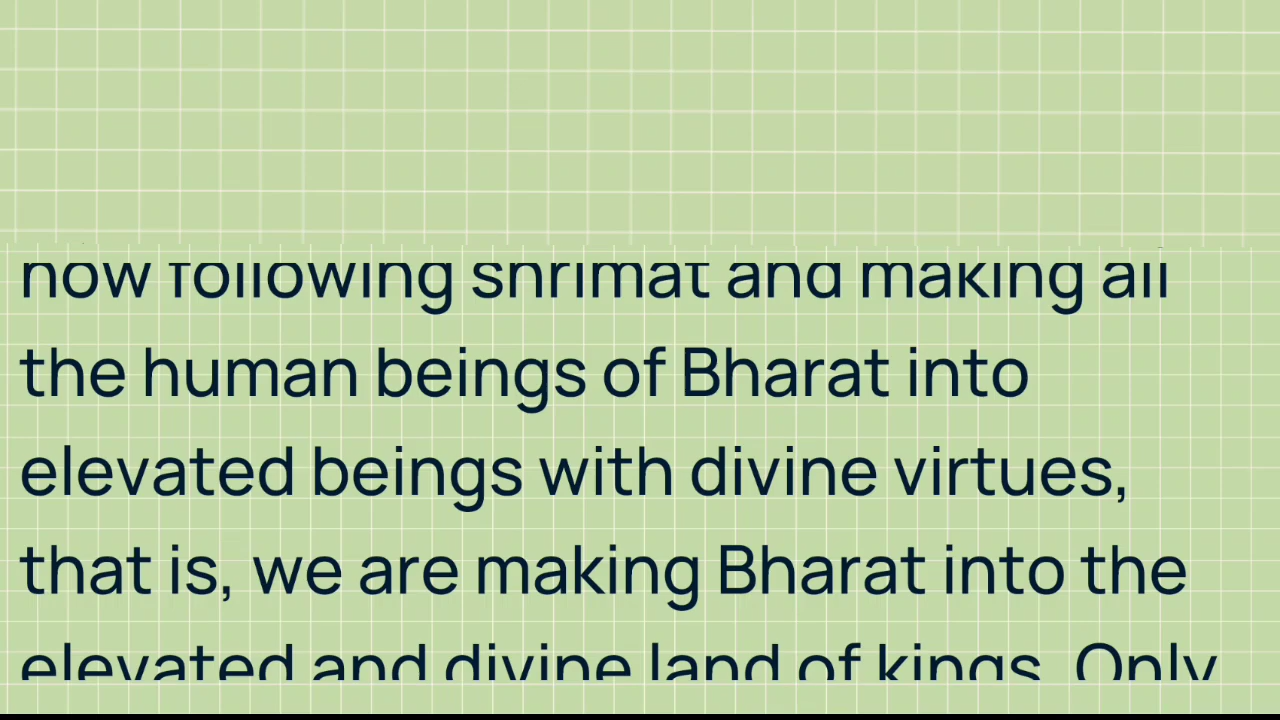 now following shrimat and making all
the human beings of Bharat into
elevated beings with divine virtues,
that is, we are making Bharat into the
elevated and divine land of kings. Only